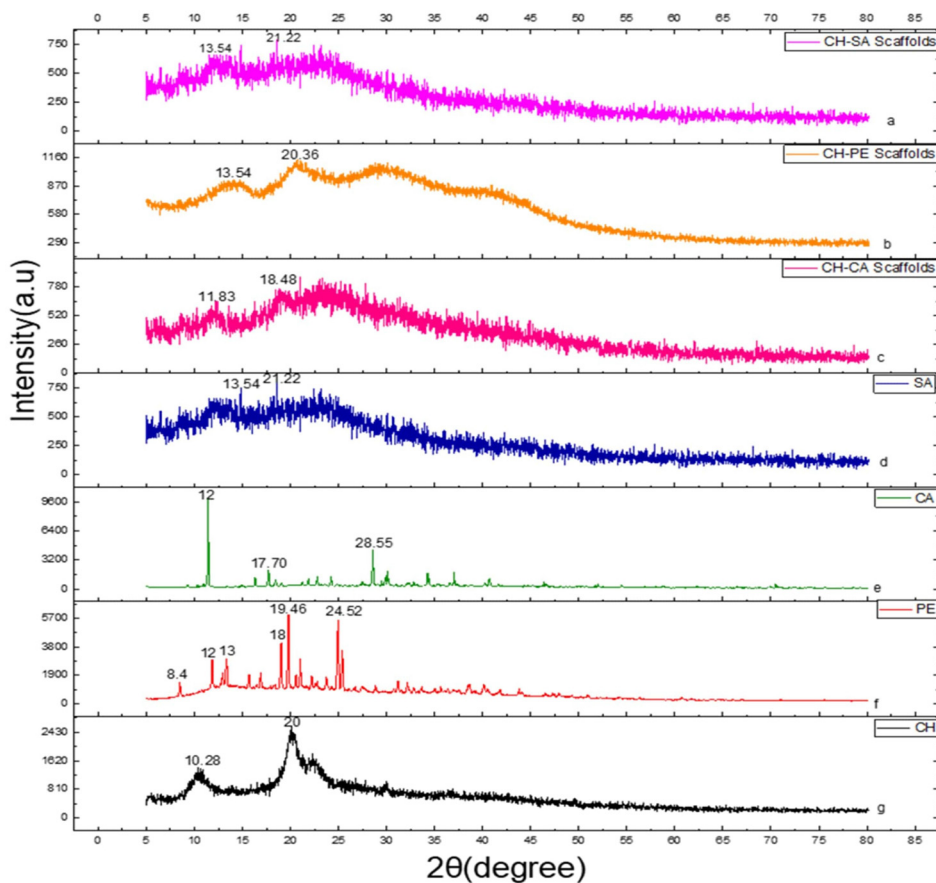 0 5 10 15 20 25 30 35 40 45 50 55 60 65 70 75 80 85
750 500 250 0
13.54 21.22
CH-SA Scaffolds
a
1160 870 580 290
13.54 20.36
CH-PE Scaffolds
b
780 520 260 0
11.83 18.48
CH-CA Scaffolds
c
750 500 250 0
13.54 21.22
SA
d
9600 6400 3200 0
12 17.70 28.55
CA
e
5700 3800 1900 0
8.4 12 13 18 19.46 24.52
PE
f
2430 1620 810 0
10.28 20
CH
g
Intensity(a.u
0 5 10 15 20 25 30 35 40 45 50 55 60 65 70 75 80 85
2θ(degree)